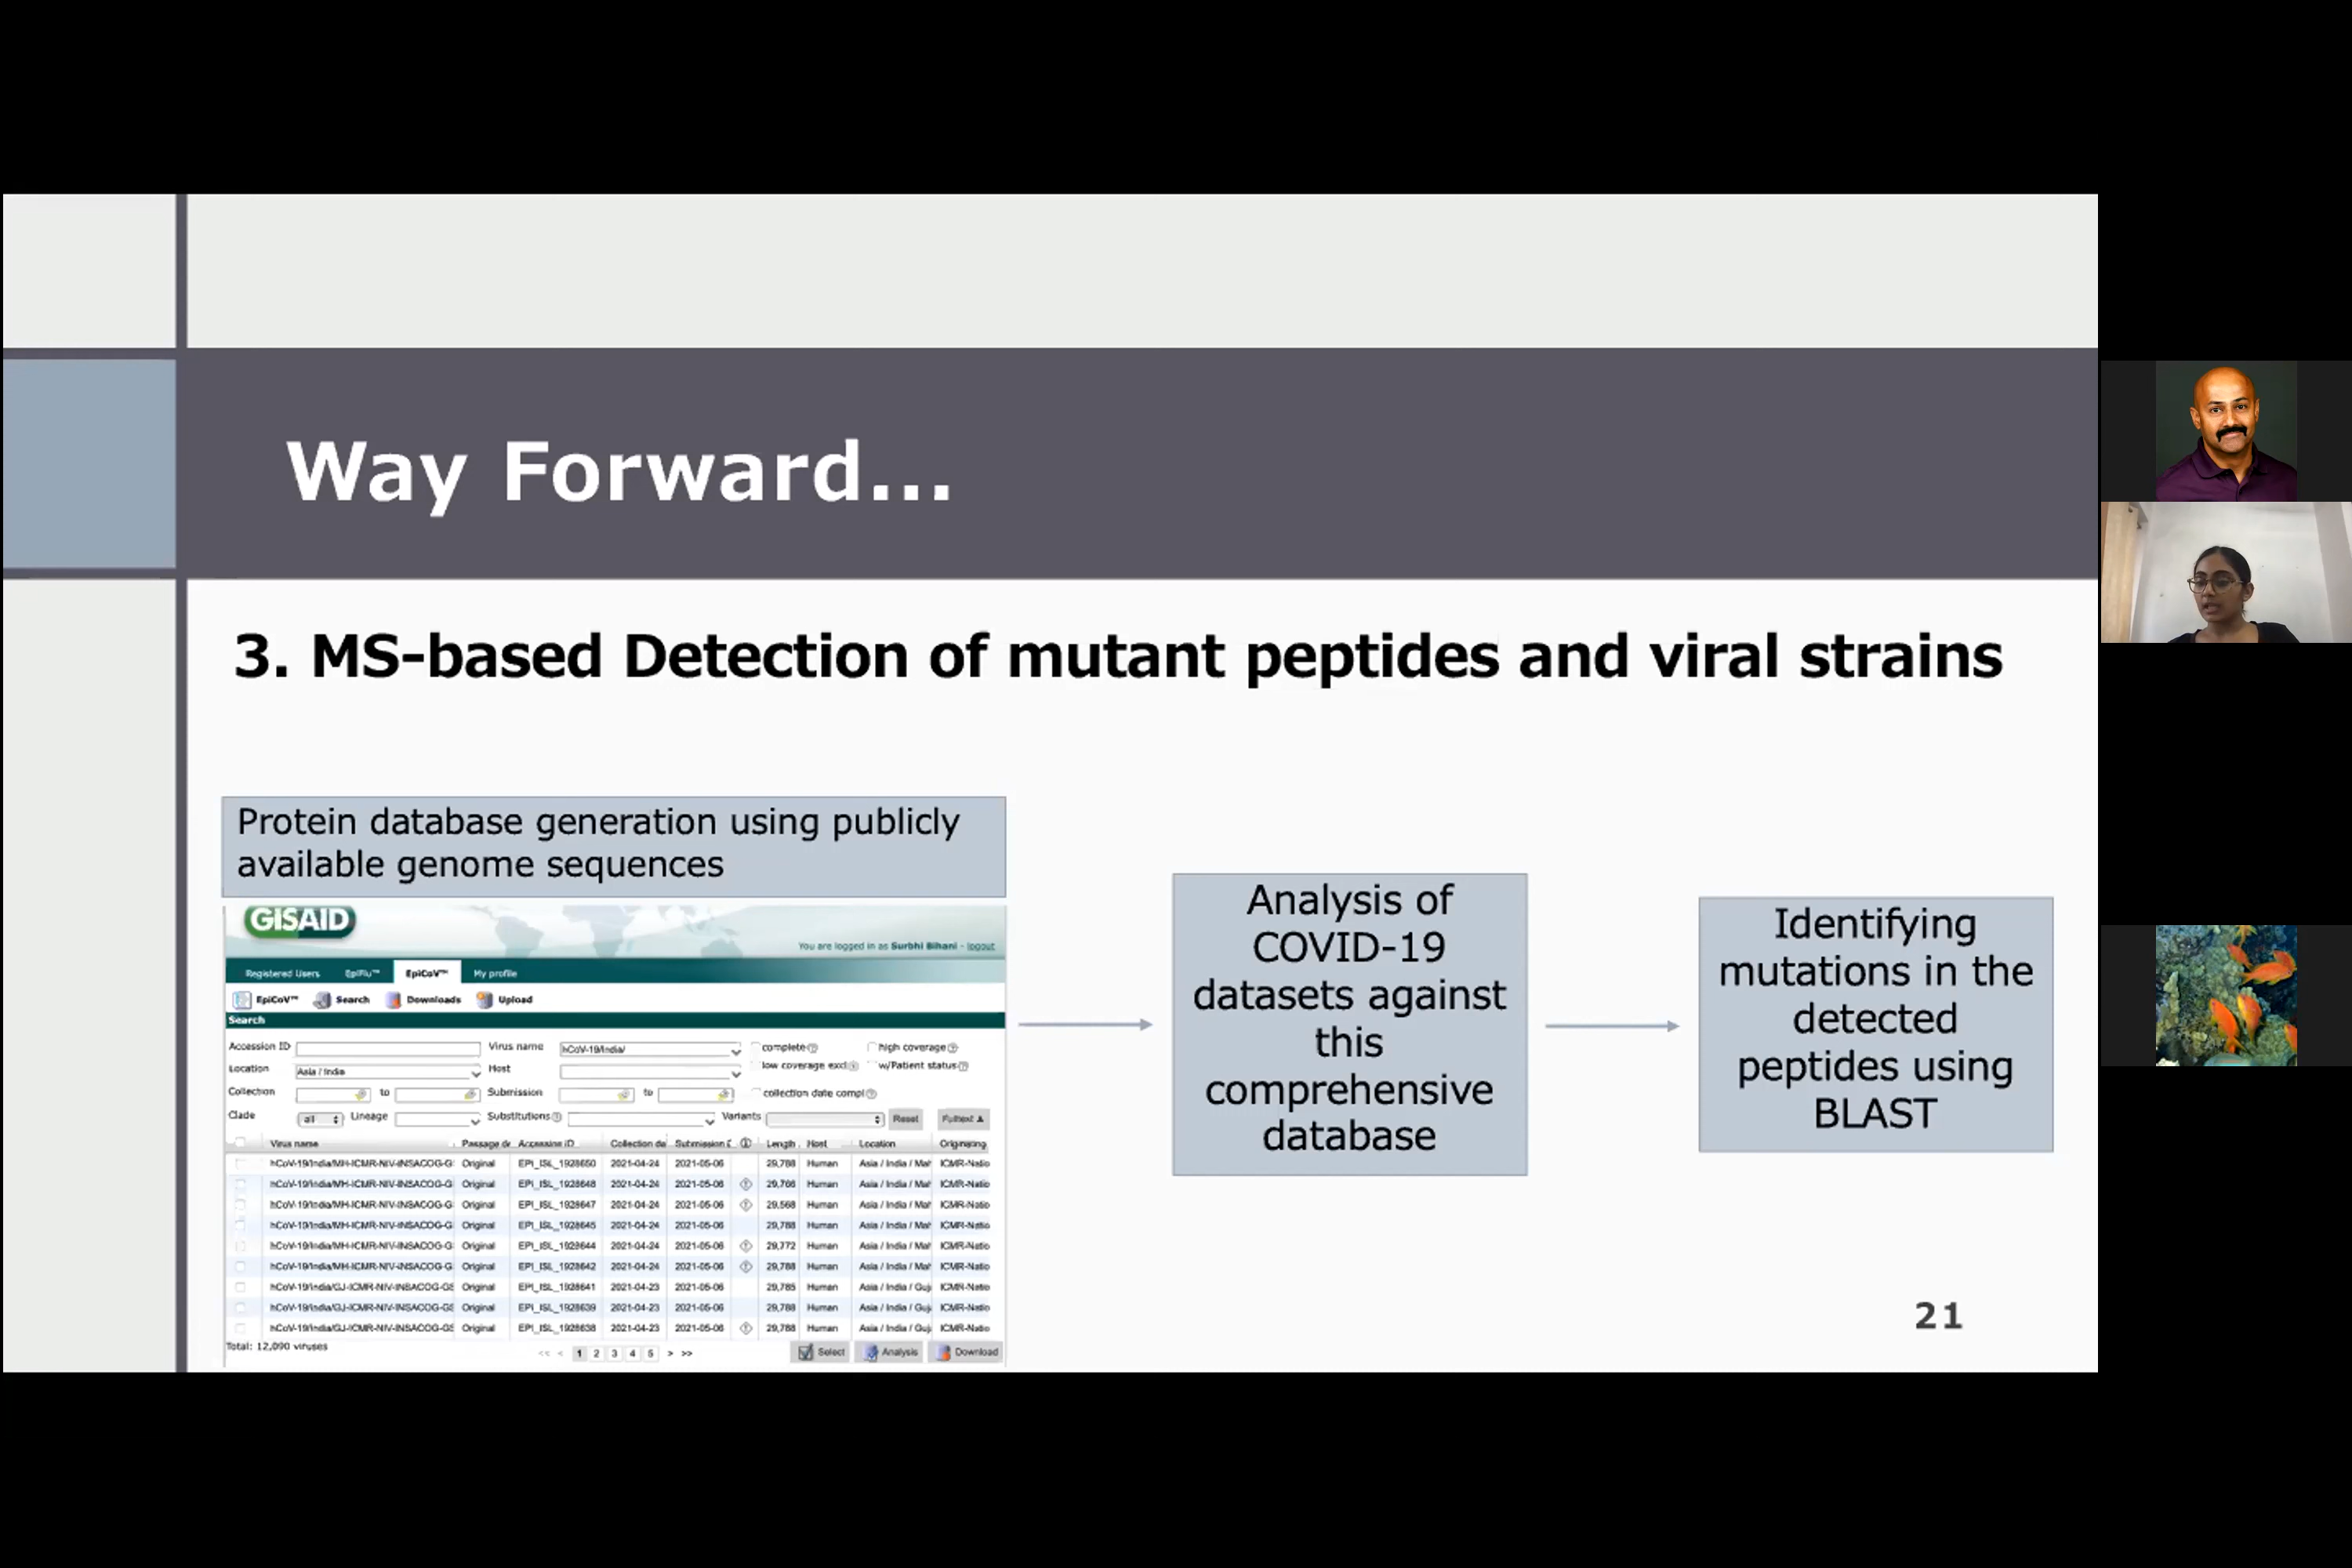 Way Forward...
3. MS-based Detection of mutant peptides and viral strains
Protein database generation using publicly
available genome sequences
GISAID
You are logged in as Surbhi Bihani - logout
Registered Users EpiFlu™ EpiCoV™ My profile
EpiCoV™ Search Downloads Upload
Search
Accession ID Virus name hCoV-19/India/ complete high coverage
Location Asia / India Host low coverage excl w/Patient status
Collection to Submission to collection date compl
Clade all Lineage Substitutions Variants Reset Fulltext
Virus name Passage de Accession ID Collection da Submission Length Host Location Originating
hCoV-19/India/MH-ICMR-NIV-INSACOG-G Original EPI_ISL_1928650 2021-04-24 2021-05-06 29,788 Human Asia / India / Mah ICMR-Natio
hCoV-19/India/MH-ICMR-NIV-INSACOG-G Original EPI_ISL_1928648 2021-04-24 2021-05-06 29,766 Human Asia / India / Mah ICMR-Natio
hCoV-19/India/MH-ICMR-NIV-INSACOG-G Original EPI_ISL_1928647 2021-04-24 2021-05-06 29,568 Human Asia / India / Mah ICMR-Natio
hCoV-19/India/MH-ICMR-NIV-INSACOG-G Original EPI_ISL_1928645 2021-04-24 2021-05-06 29,788 Human Asia / India / Mah ICMR-Natio
hCoV-19/India/MH-ICMR-NIV-INSACOG-G Original EPI_ISL_1928644 2021-04-24 2021-05-06 29,772 Human Asia / India / Mah ICMR-Natio
hCoV-19/India/MH-ICMR-NIV-INSACOG-G Original EPI_ISL_1928642 2021-04-24 2021-05-06 29,788 Human Asia / India / Mah ICMR-Natio
hCoV-19/India/GJ-ICMR-NIV-INSACOG-GS Original EPI_ISL_1928641 2021-04-23 2021-05-06 29,785 Human Asia / India / Guj ICMR-Natio
hCoV-19/India/GJ-ICMR-NIV-INSACOG-GS Original EPI_ISL_1928639 2021-04-23 2021-05-06 29,788 Human Asia / India / Guj ICMR-Natio
hCoV-19/India/GJ-ICMR-NIV-INSACOG-GS Original EPI_ISL_1928638 2021-04-23 2021-05-06 29,788 Human Asia / India / Guj ICMR-Natio
Total: 12,090 viruses << < 1 2 3 4 5 > >> Select Analysis Download
Analysis of
COVID-19
datasets against
this
comprehensive
database
Identifying
mutations in the
detected
peptides using
BLAST
21